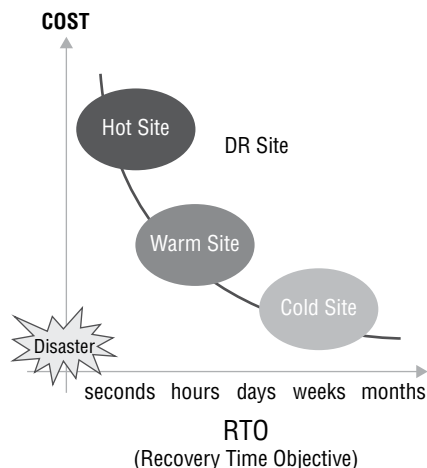 COST
Hot Site
DR Site
Warm Site
Cold Site
Disaster
seconds hours days weeks months
RTO
(Recovery Time Objective)